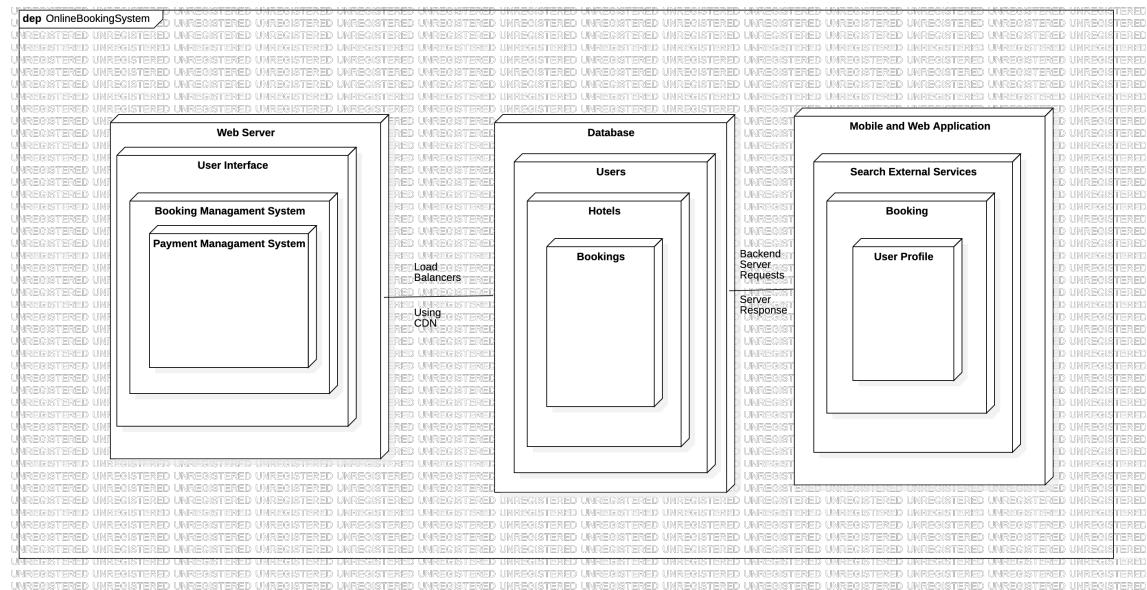 dep OnlineBookingSystem
Web Server
User Interface
Booking Managament System
Payment Managament System
Load
Balancers
Using
CDN
Database
Users
Hotels
Bookings
Backend
Server
Requests
Server
Response
Mobile and Web Application
Search External Services
Booking
User Profile
UNREGISTERED